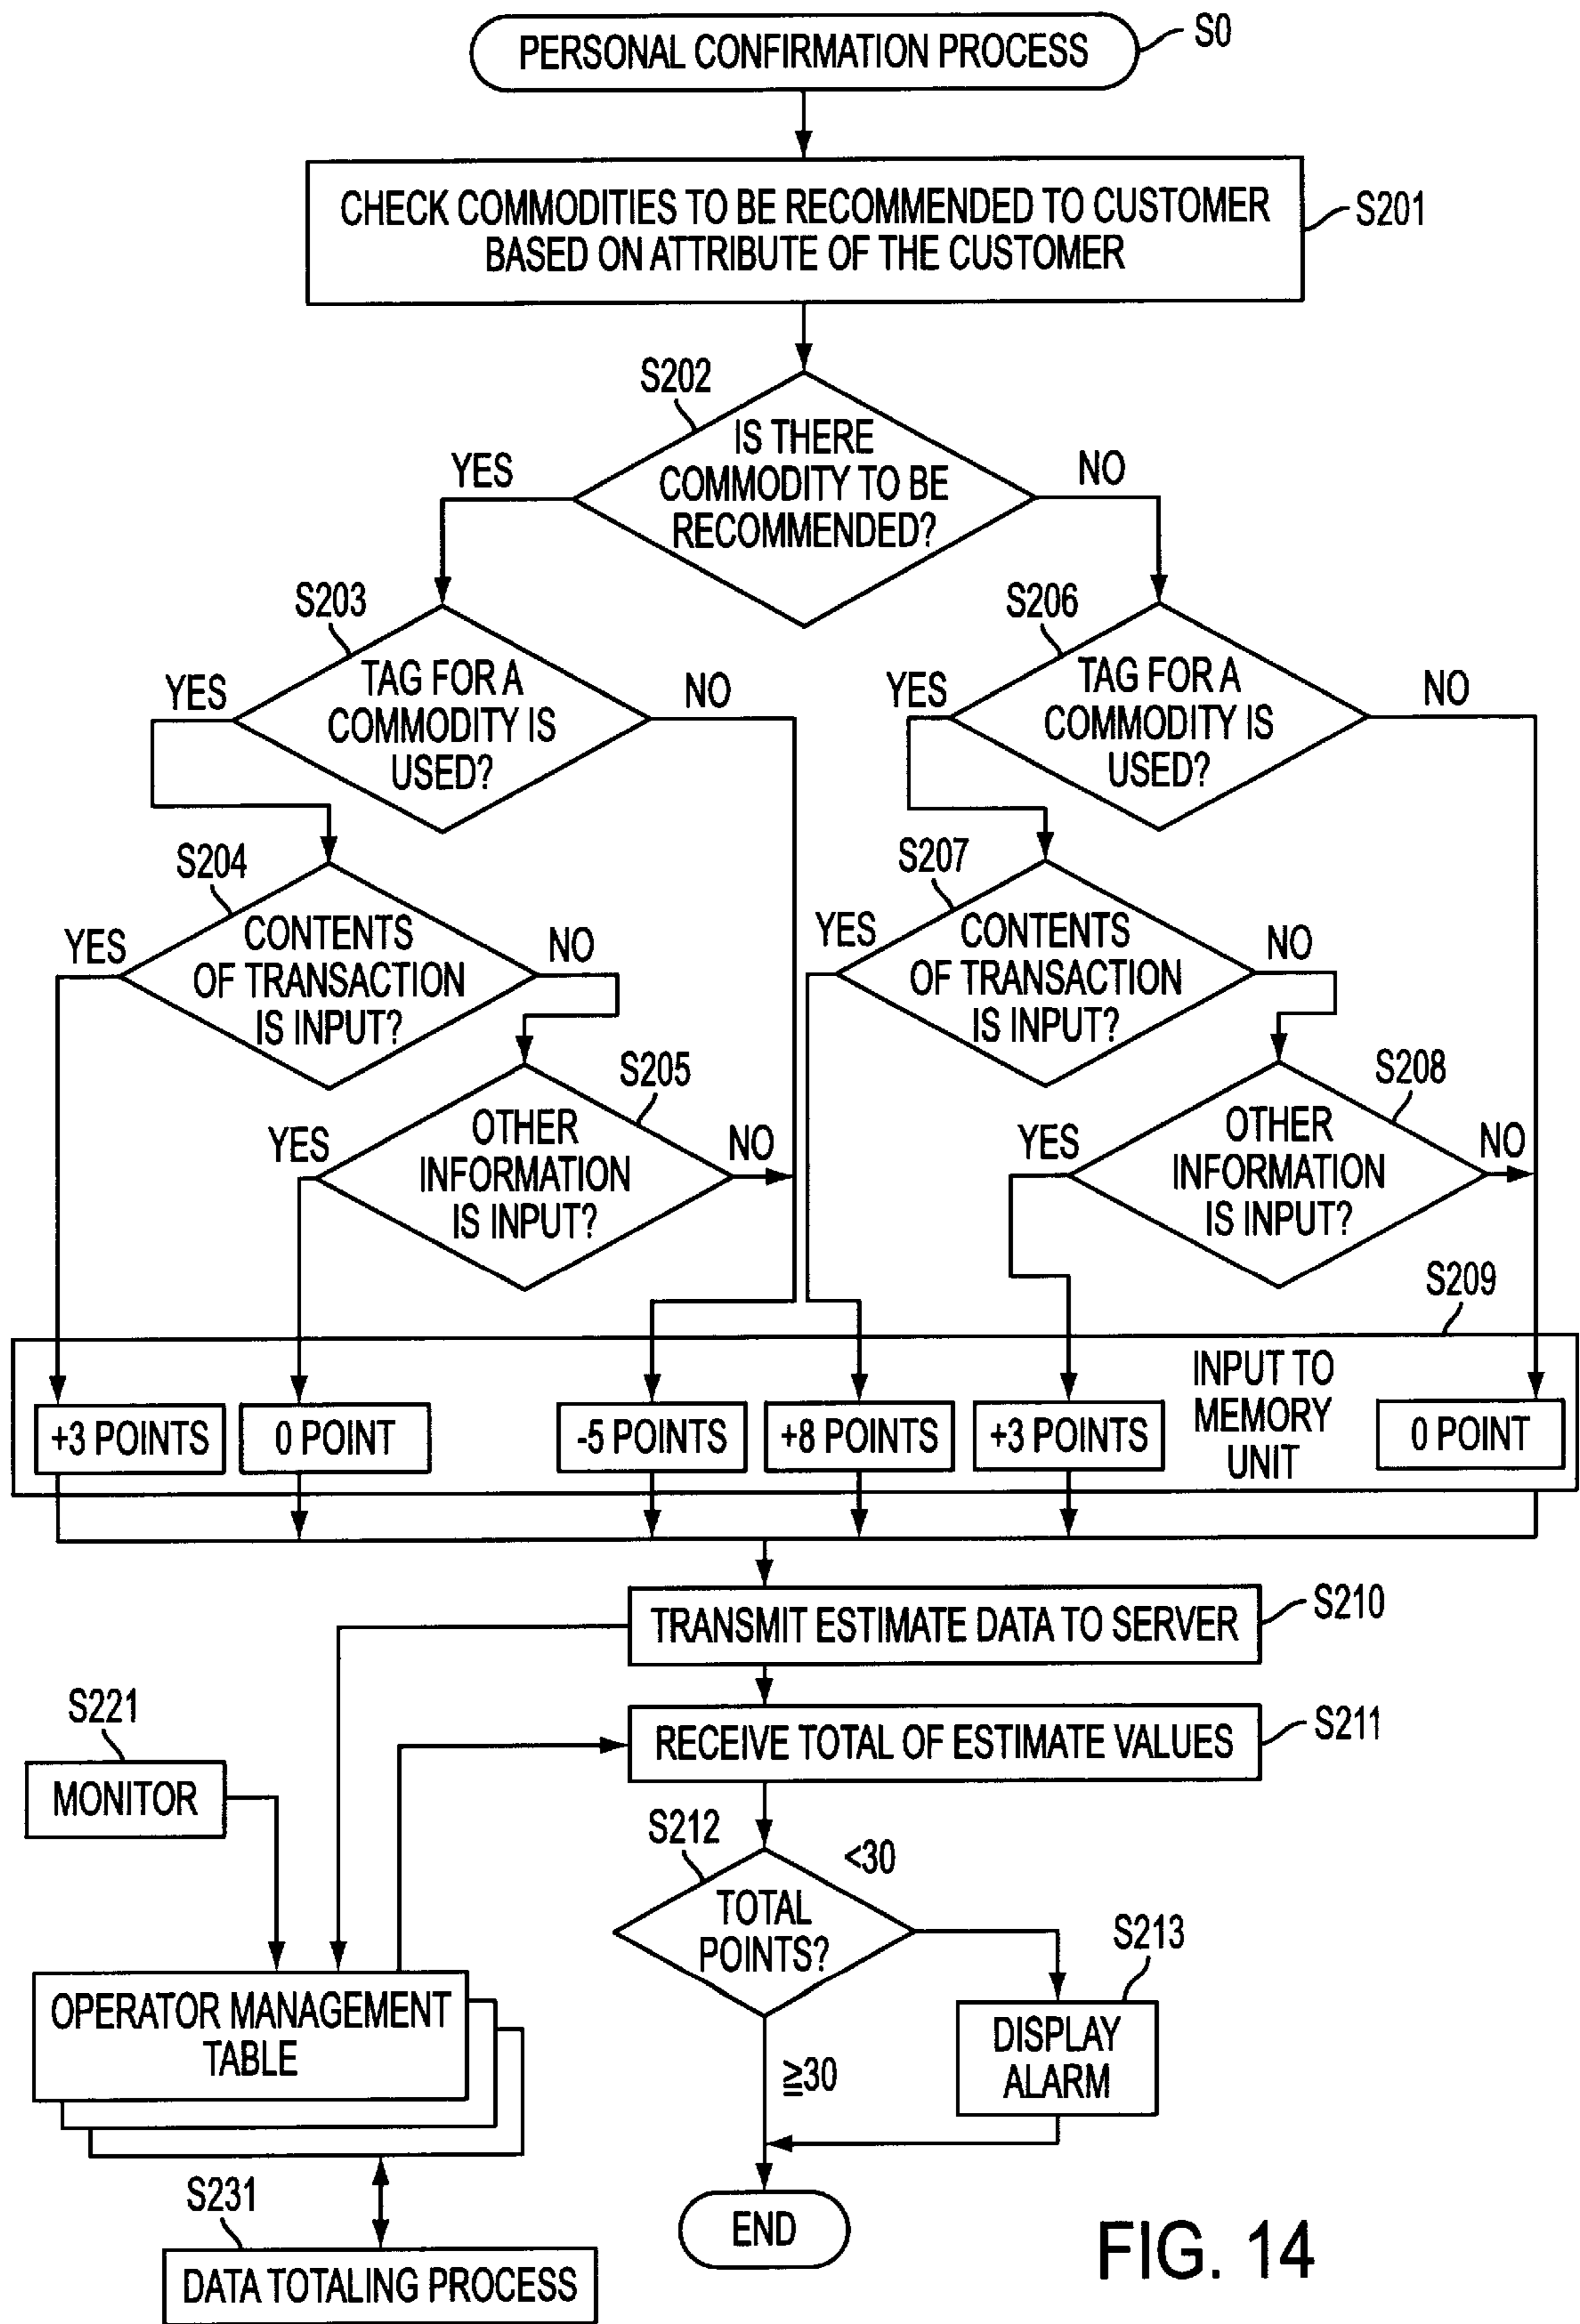 PERSONAL CONFIRMATION PROCESS
S0
CHECK COMMODITIES TO BE RECOMMENDED TO CUSTOMER
BASED ON ATTRIBUTE OF THE CUSTOMER
S201
S202
IS THERE
COMMODITY TO BE
RECOMMENDED?
YES
NO
S203
TAG FOR A
COMMODITY IS
USED?
YES
NO
S206
TAG FOR A
COMMODITY IS
USED?
YES
NO
S204
CONTENTS
OF TRANSACTION
IS INPUT?
YES
NO
S207
CONTENTS
OF TRANSACTION
IS INPUT?
YES
NO
S205
OTHER
INFORMATION
IS INPUT?
YES
NO
S208
OTHER
INFORMATION
IS INPUT?
YES
NO
S209
INPUT TO
MEMORY
UNIT
+3 POINTS
0 POINT
-5 POINTS
+8 POINTS
+3 POINTS
0 POINT
TRANSMIT ESTIMATE DATA TO SERVER
S210
S221
MONITOR
RECEIVE TOTAL OF ESTIMATE VALUES
S211
S212
TOTAL
POINTS?
<30
≧30
S213
DISPLAY
ALARM
OPERATOR MANAGEMENT
TABLE
S231
DATA TOTALING PROCESS
END
FIG. 14